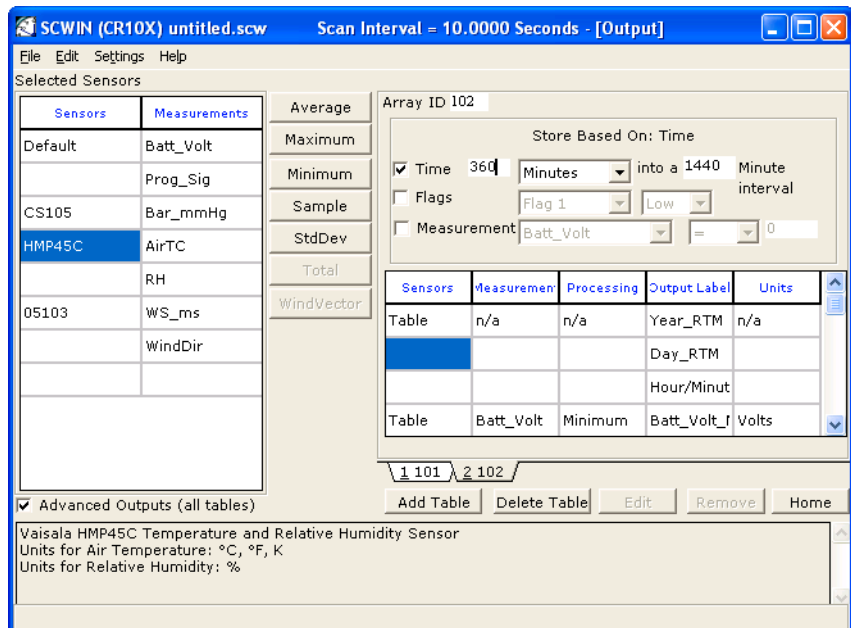 SCWIN (CR10X) untitled.scw Scan Interval = 10.0000 Seconds - [Output]
File Edit Settings Help
Selected Sensors
Sensors Measurements
Default Batt_Volt
Prog_Sig
CS105 Bar_mmHg
HMP45C AirTC
RH
05103 WS_ms
WindDir
Average
Maximum
Minimum
Sample
StdDev
Total
WindVector
Array ID 102
Store Based On: Time
Time 360 Minutes into a 1440 Minute
interval
Flags Flag 1 Low
Measurement Batt_Volt = 0
Sensors Measuremen Processing Output Label Units
Table n/a n/a Year_RTM n/a
Day_RTM
Hour/Minut
Table Batt_Volt Minimum Batt_Volt_M Volts
1 101 2 102
Advanced Outputs (all tables)
Add Table Delete Table Edit Remove Home
Vaisala HMP45C Temperature and Relative Humidity Sensor
Units for Air Temperature: °C, °F, K
Units for Relative Humidity: %